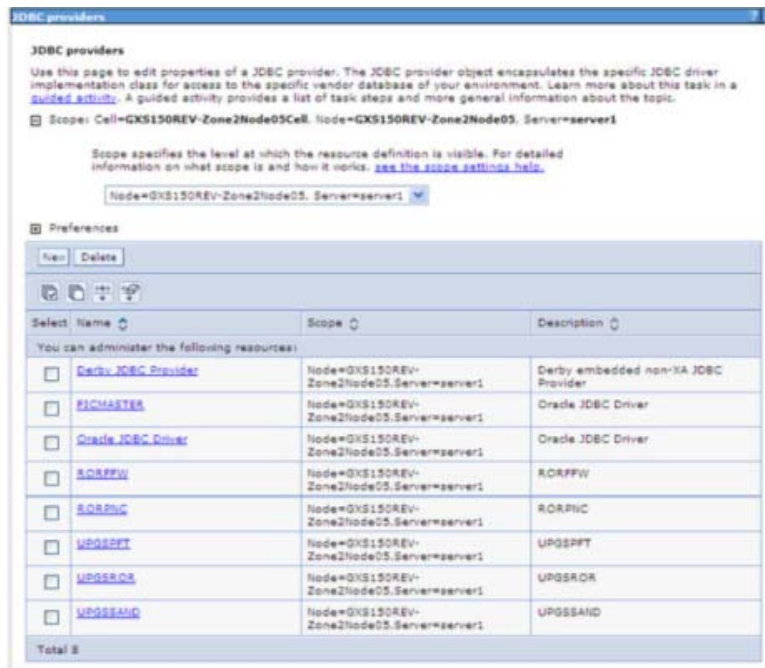 JDBC providers ?
JDBC providers
Use this page to edit properties of a JDBC provider. The JDBC provider object encapsulates the specific JDBC driver
implementation class for access to the specific vendor database of your environment. Learn more about this task in a
guided activity. A guided activity provides a list of task steps and more general information about the topic.
Scope: Cell=GXS150REV-Zone2Node05Cell, Node=GXS150REV-Zone2Node05, Server=server1
Scope specifies the level at which the resource definition is visible. For detailed
information on what scope is and how it works, see the scope settings help.
Node=GXS150REV-Zone2Node05, Server=server1
Preferences
New Delete
Select Name Scope Description
You can administer the following resources:
Derby JDBC Provider Node=GXS150REV- Derby embedded non-XA JDBC
Zone2Node05,Server=server1 Provider
Node=GXS150REV- Oracle JDBC Driver
Zone2Node05,Server=server1
Oracle JDBC Driver Node=GXS150REV- Oracle JDBC Driver
Zone2Node05,Server=server1
RORFFW Node=GXS150REV- RORFFW
Zone2Node05,Server=server1
RORPNC Node=GXS150REV- RORPNC
Zone2Node05,Server=server1
UPGSPFT Node=GXS150REV- UPGSPFT
Zone2Node05,Server=server1
UPGSROR Node=GXS150REV- UPGSROR
Zone2Node05,Server=server1
UPGSSAND Node=GXS150REV- UPGSSAND
Zone2Node05,Server=server1
Total 8